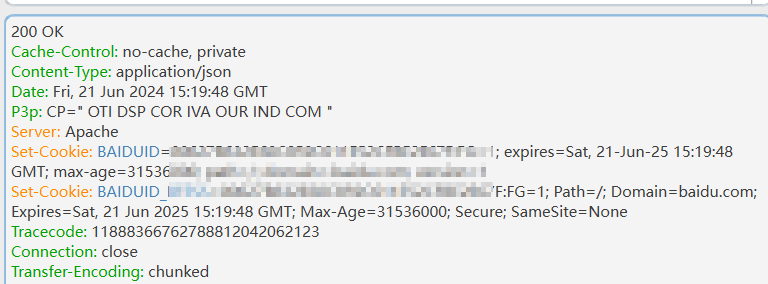 200 OK
Cache-Control: no-cache, private
Content-Type: application/json
Date: Fri, 21 Jun 2024 15:19:48 GMT
P3p: CP=" OTI DSP COR IVA OUR IND COM "
Server: Apache
Set-Cookie: BAIDUID= ; expires=Sat, 21-Jun-25 15:19:48
GMT; max-age=31536
Set-Cookie: BAIDUID_ F:FG=1; Path=/; Domain=baidu.com;
Expires=Sat, 21 Jun 2025 15:19:48 GMT; Max-Age=31536000; Secure; SameSite=None
Tracecode: 11888366762788812042062123
Connection: close
Transfer-Encoding: chunked